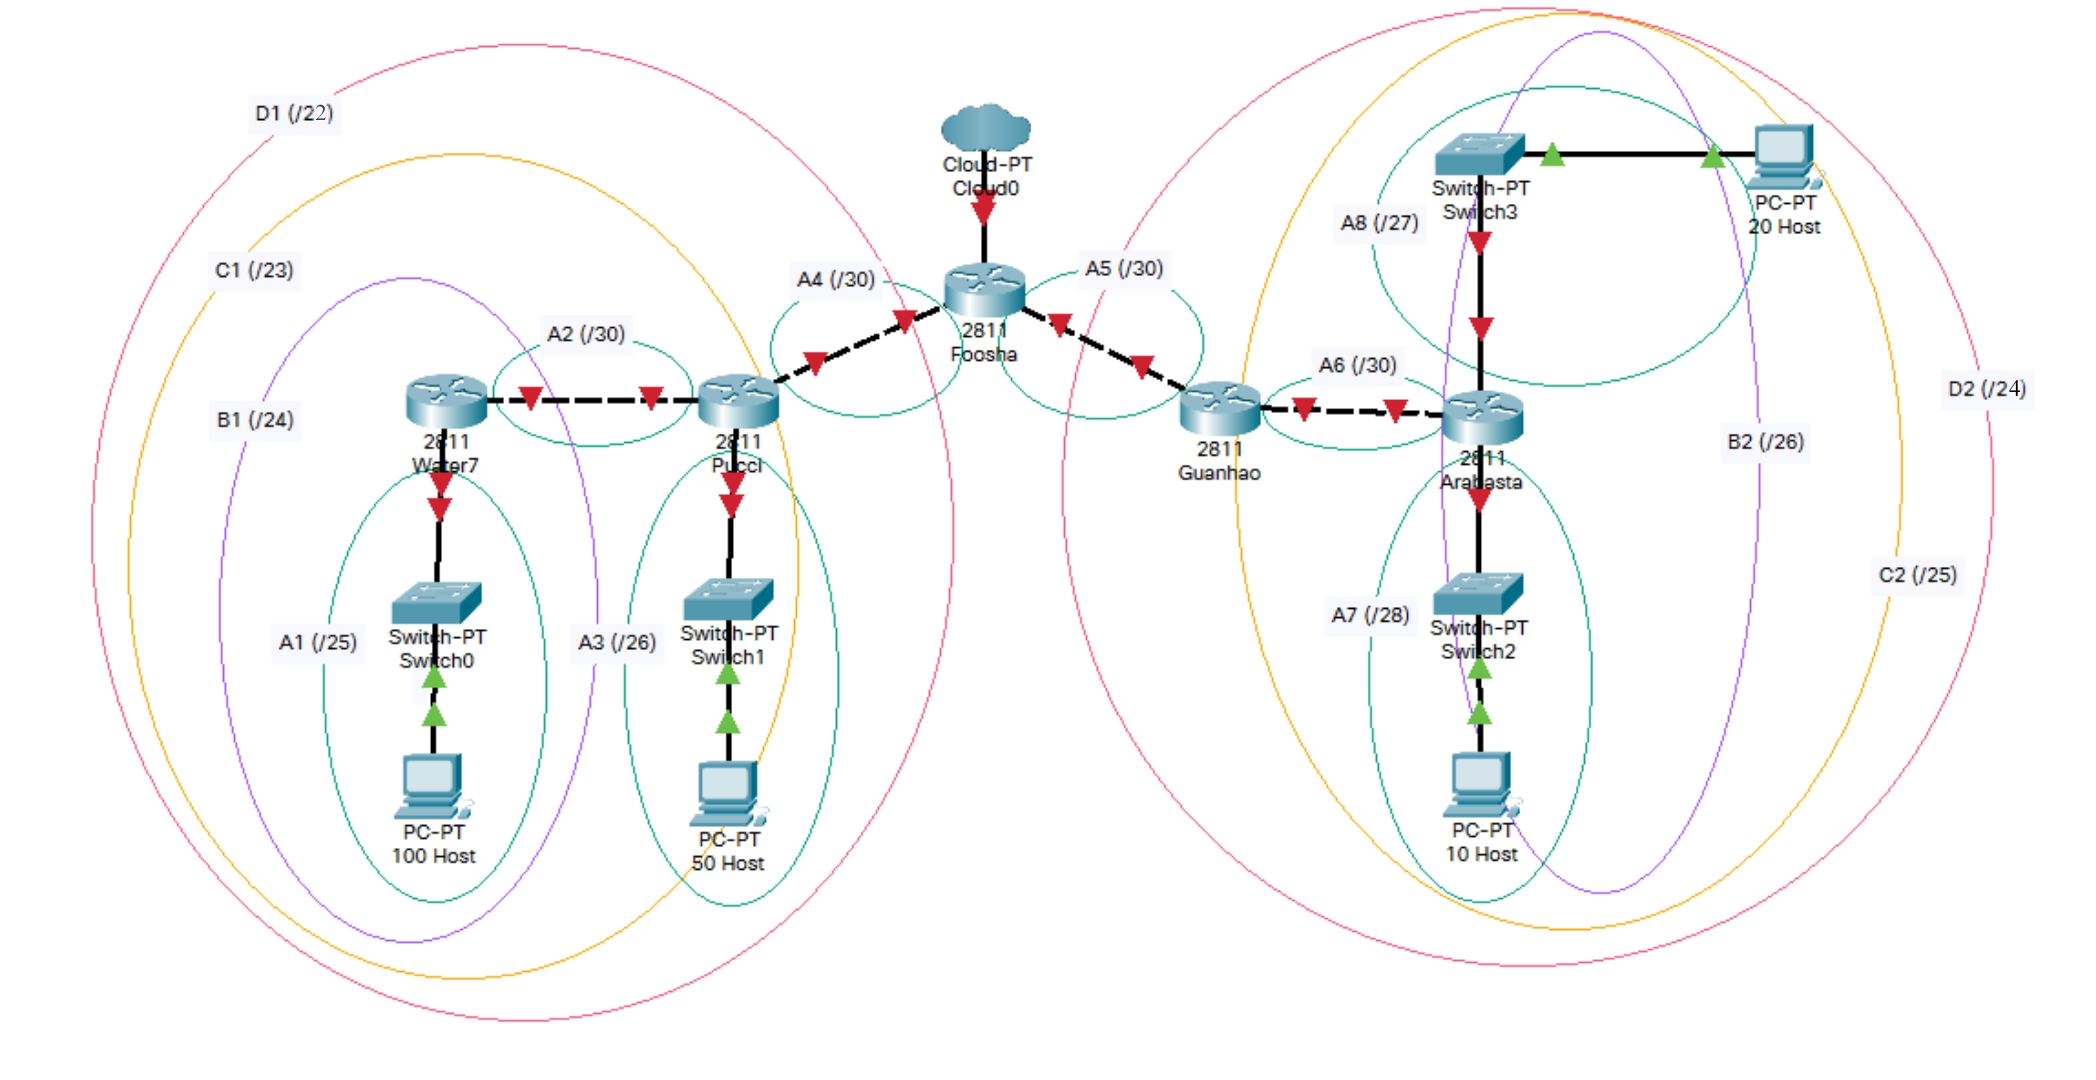 D1 (/22)
C1 (/23)
B1 (/24)
A1 (/25)
A2 (/30)
A3 (/26)
A4 (/30)
A5 (/30)
A6 (/30)
A7 (/28)
A8 (/27)
B2 (/26)
C2 (/25)
D2 (/24)
Cloud-PT
Cloud0
2811
Foosha
2811
Water7
2811
Pucci
2811
Guanhao
2811
Arabasta
Switch-PT
Switch0
Switch-PT
Switch1
Switch-PT
Switch2
Switch-PT
Switch3
PC-PT
100 Host
PC-PT
50 Host
PC-PT
10 Host
PC-PT
20 Host